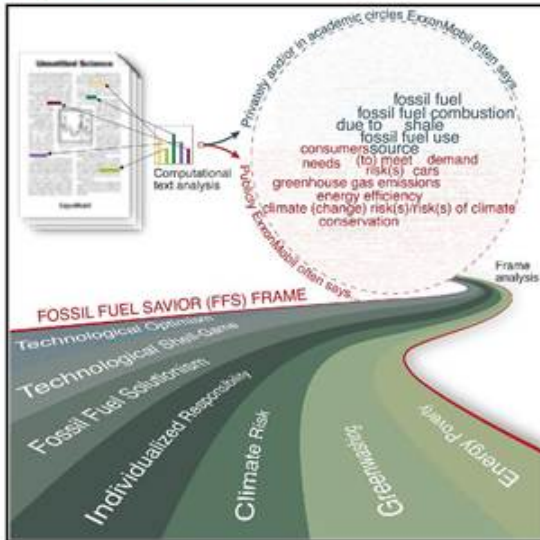 Unsettled Science
ExxonMobil
Computational
text analysis
Privately and/or in academic circles ExxonMobil often says...
fossil fuel
fossil fuel combustion
due to shale
fossil fuel use
consumers source
needs (to) meet demand
risk(s) cars
greenhouse gas emissions
energy efficiency
climate (change) risk(s)/risk(s) of climate
conservation
Publicly ExxonMobil often says...
Frame
analysis
FOSSIL FUEL SAVIOR (FFS) FRAME
Technological Optimism
Technological Shell-Game
Fossil Fuel Solutionism
Individualized Responsibility
Climate Risk
Greenwashing
Energy Poverty